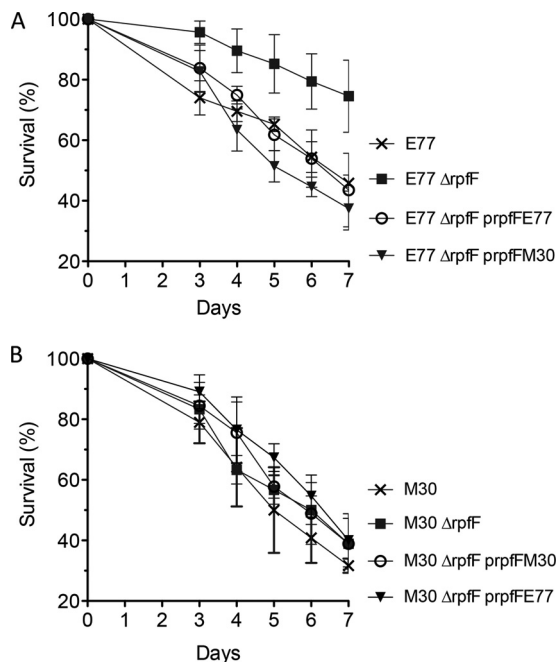 A
Survival (%)
100
80
60
40
20
0 1 2 3 4 5 6 7
Days
E77
E77 ΔrpfF
E77 ΔrpfF prpfFE77
E77 ΔrpfF prpfFM30
B
Survival (%)
100
80
60
40
20
0 1 2 3 4 5 6 7
Days
M30
M30 ΔrpfF
M30 ΔrpfF prpfFM30
M30 ΔrpfF prpfFE77